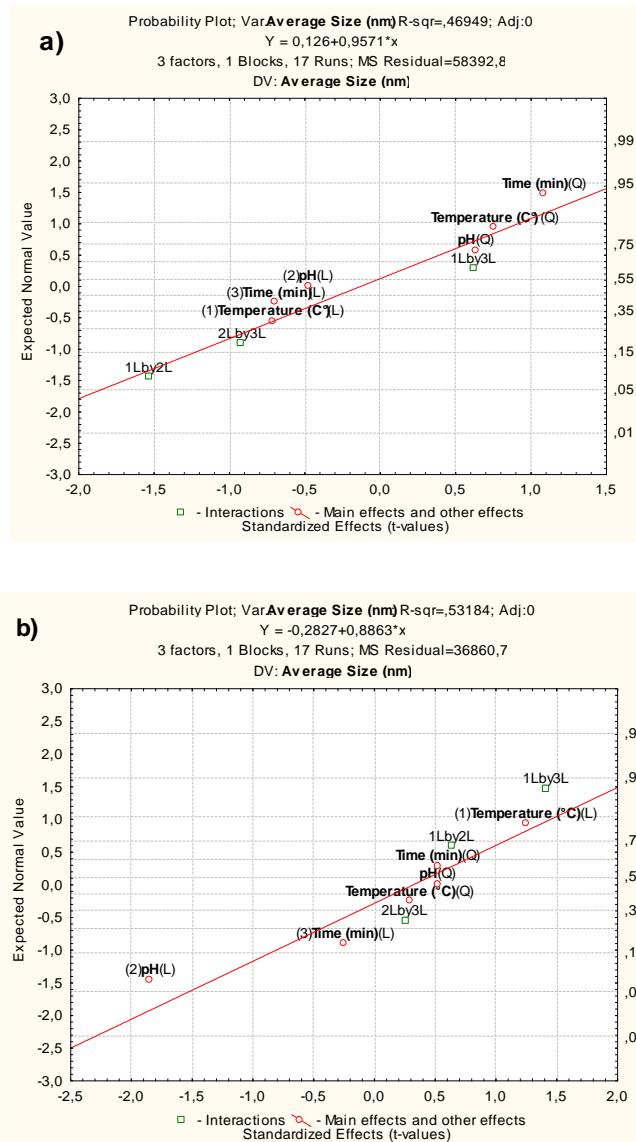 a)
Probability Plot; Var.:Average Size (nm); R-sqr=,46949; Adj:0
Y = 0,126+0,9571*x
3 factors, 1 Blocks, 17 Runs; MS Residual=58392,8
DV: Average Size (nm)
3,0
2,5
2,0
1,5
1,0
0,5
0,0
-0,5
-1,0
-1,5
-2,0
-2,5
-3,0
Expected Normal Value
Time (min)(Q)
Temperature (C°)(Q)
pH(Q)
1Lby3L
(2)pH(L)
(3)Time (min)(L)
(1)Temperature (C°)(L)
2Lby3L
1Lby2L
,99
,95
,75
,55
,35
,15
,05
,01
-2,0 -1,5 -1,0 -0,5 0,0 0,5 1,0 1,5
- Interactions - Main effects and other effects
Standardized Effects (t-values)
b)
Probability Plot; Var.:Average Size (nm); R-sqr=,53184; Adj:0
Y = -0,2827+0,8863*x
3 factors, 1 Blocks, 17 Runs; MS Residual=36860,7
DV: Average Size (nm)
3,0
2,5
2,0
1,5
1,0
0,5
0,0
-0,5
-1,0
-1,5
-2,0
-2,5
-3,0
Expected Normal Value
1Lby3L
(1)Temperature (°C)(L)
1Lby2L
Time (min)(Q)
pH(Q)
Temperature (°C)(Q)
2Lby3L
(3)Time (min)(L)
(2)pH(L)
,9
,9
,7
,5
,1
,0
,0
-2,5 -2,0 -1,5 -1,0 -0,5 0,0 0,5 1,0 1,5 2,0
- Interactions - Main effects and other effects
Standardized Effects (t-values)